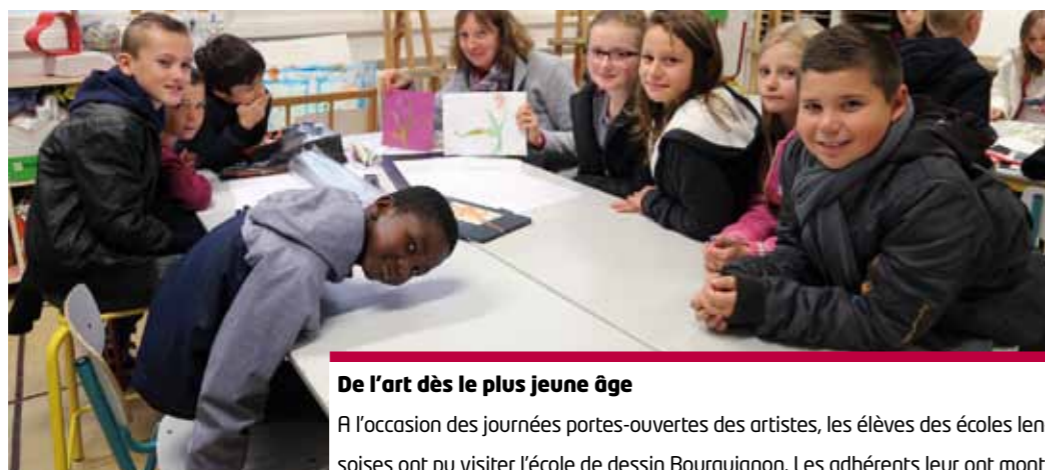 De l'art dès le plus jeune âge
A l'occasion des journées portes-ouvertes des artistes, les élèves des écoles len
soises ont pu visiter l'école de dessin Bourguignon. Les adhérents leur ont mont